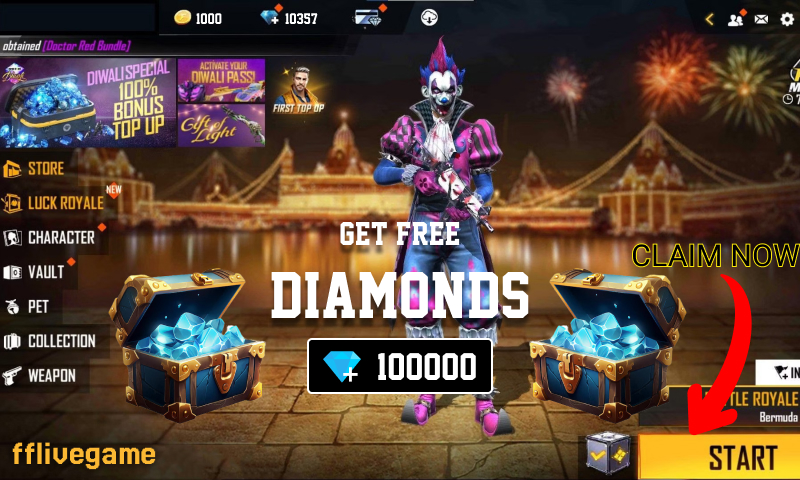 1000
10357
obtained [Doctor Red Bundle]
DIWALI SPECIAL
100%
BONUS
TOP UP
ACTIVATE YOUR
DIWALI PASS!
Gift of
Light
FIRST TOP UP
STORE
LUCK ROYALE
NEW
CHARACTER
VAULT
PET
COLLECTION
WEAPON
GET FREE
DIAMONDS
100000
CLAIM NOW
BATTLE ROYALE
Bermuda
START
fflivegame